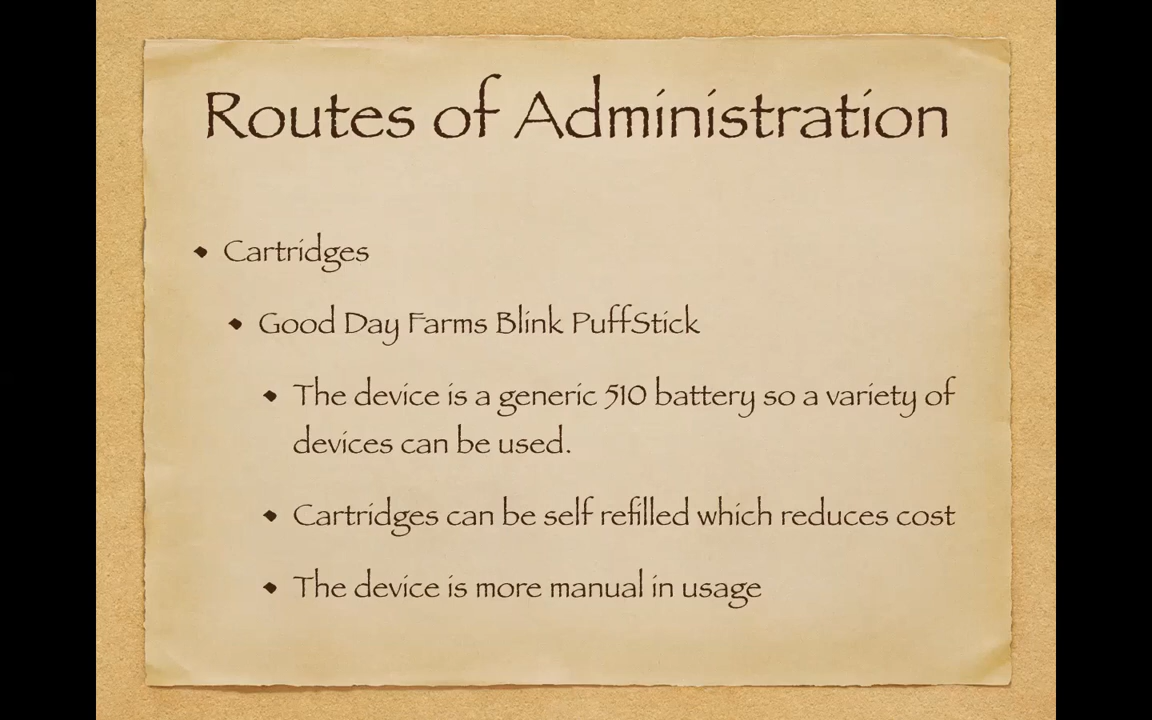 Routes of Administration
• Cartridges
• Good Day Farms Blink PuffStick
• The device is a generic 510 battery so a variety of
devices can be used.
• Cartridges can be self refilled which reduces cost
• The device is more manual in usage